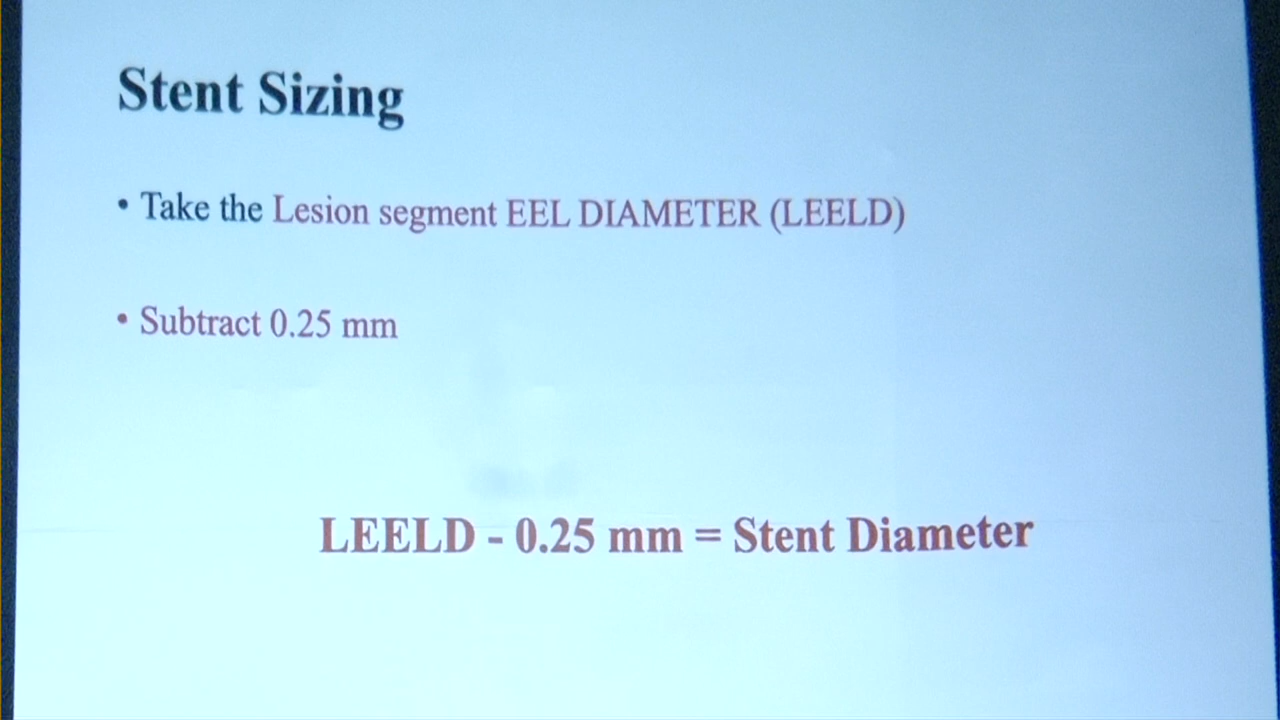 Stent Sizing
• Take the Lesion segment EEL DIAMETER (LEELD)
• Subtract 0.25 mm
LEELD - 0.25 mm = Stent Diameter